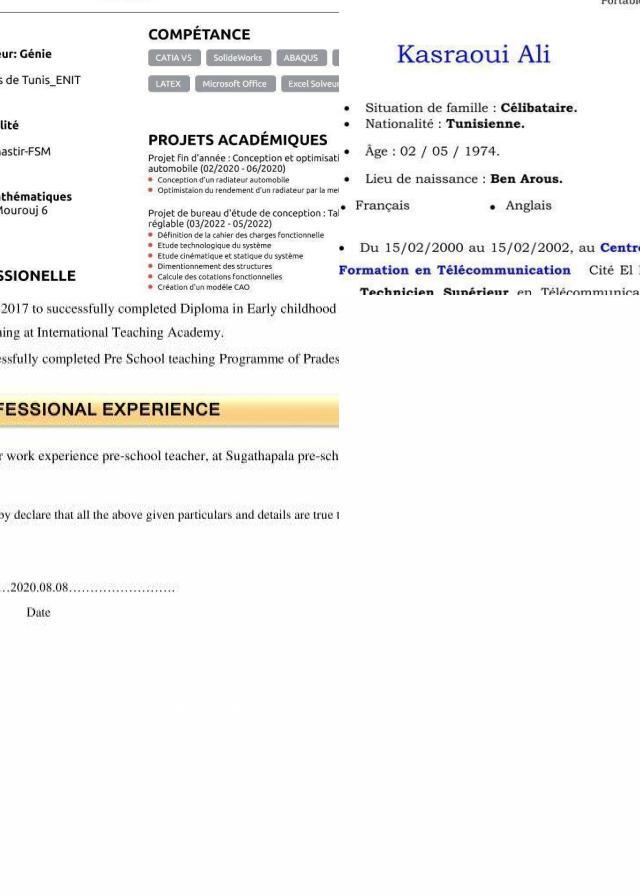 eur: Génie
s de Tunis_ENIT
lité
nastir-FSM
athématiques
Mourouj 6
SSIONELLE
COMPÉTANCE
CATIA V5 SolideWorks ABAQUS
LATEX Microsoft Office Excel Solveur
PROJETS ACADÉMIQUES
Projet fin d'année : Conception et optimisati
automobile (02/2020 - 06/2020)
Conception d'un radiateur automobile
Optimistaion du rendement d'un radiateur par la me
Projet de bureau d'étude de conception : Tal
réglable (03/2022 - 05/2022)
Définition de la cahier des charges fonctionnelle
Etude technologique du système
Etude cinématique et statique du système
Dimentionnement des structures
Calcule des cotations fonctionnelles
Création d'un modèle CAO
Portable
Kasraoui Ali
• Situation de famille : Célibataire.
• Nationalité : Tunisienne.
• Âge : 02 / 05 / 1974.
• Lieu de naissance : Ben Arous.
• Français • Anglais
• Du 15/02/2000 au 15/02/2002, au Centre
Formation en Télécommunication Cité El
Technicien Supérieur en Télécommunica
2017 to successfully completed Diploma in Early childhood
ning at International Teaching Academy.
essfully completed Pre School teaching Programme of Prades
FESSIONAL EXPERIENCE
r work experience pre-school teacher, at Sugathapala pre-sch
by declare that all the above given particulars and details are true t
...2020.08.08……………………
Date